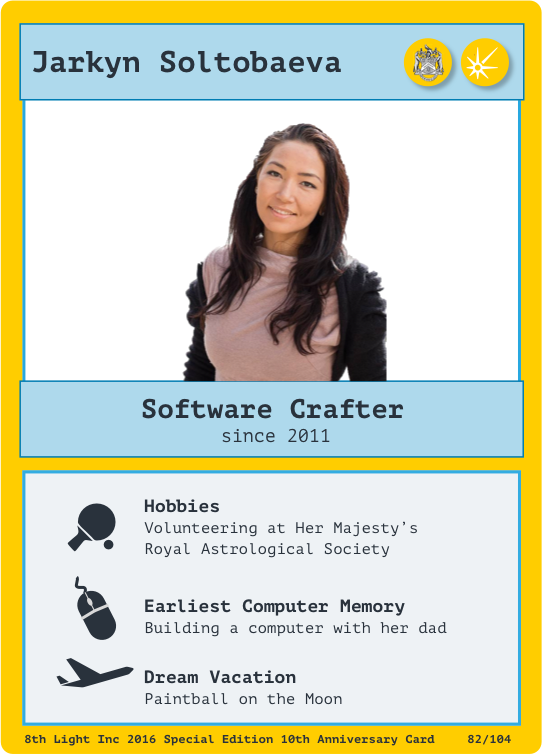 Jarkyn Soltobaeva
Software Crafter
since 2011
Hobbies
Volunteering at Her Majesty’s
Royal Astrological Society
Earliest Computer Memory
Building a computer with her dad
Dream Vacation
Paintball on the Moon
8th Light Inc 2016 Special Edition 10th Anniversary Card 82/104